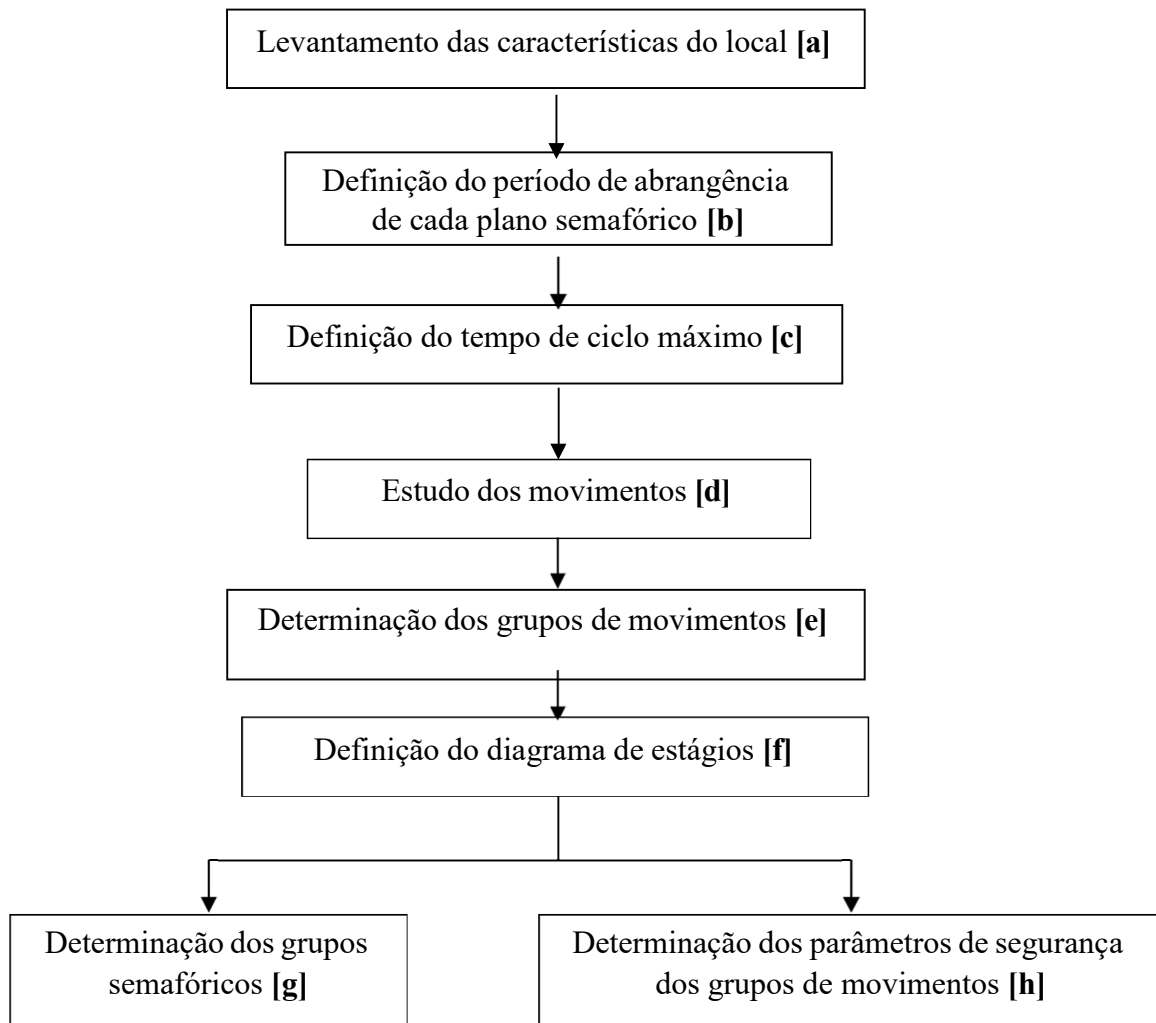 Levantamento das características do local [a]
Definição do período de abrangência
de cada plano semafórico [b]
Definição do tempo de ciclo máximo [c]
Estudo dos movimentos [d]
Determinação dos grupos de movimentos [e]
Definição do diagrama de estágios [f]
Determinação dos grupos
semafóricos [g]
Determinação dos parâmetros de segurança
dos grupos de movimentos [h]